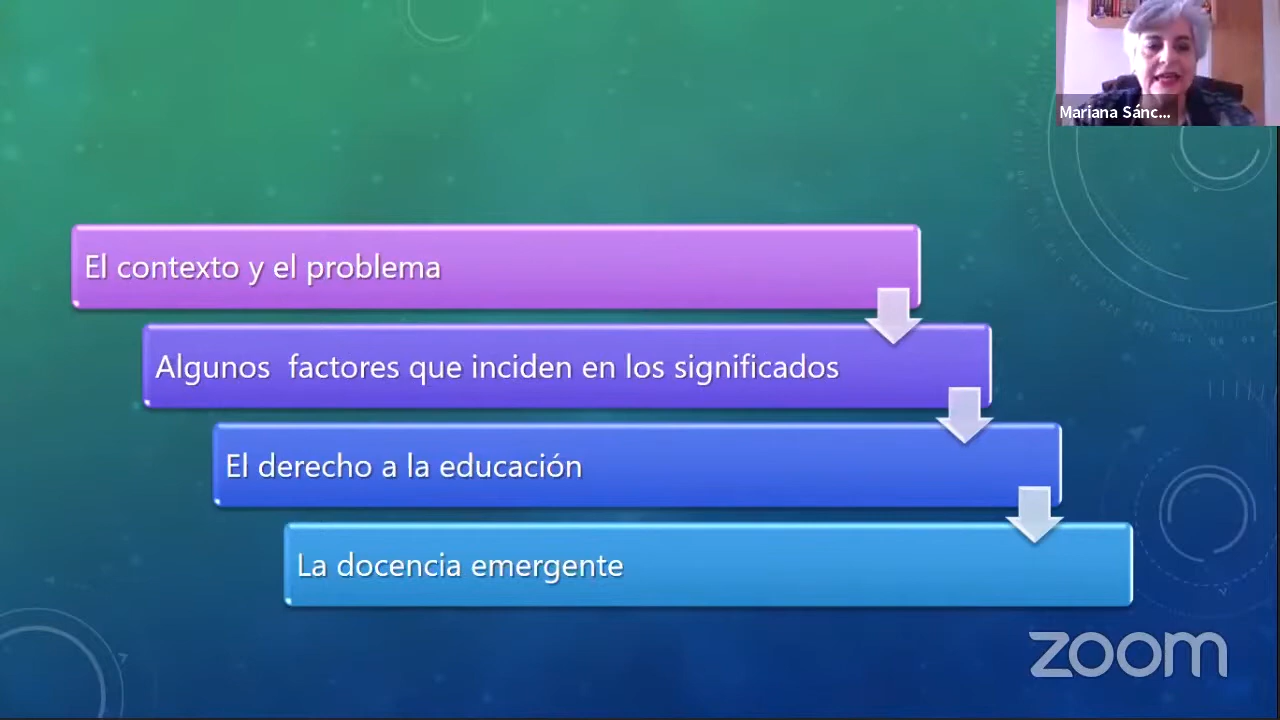 Mariana Sánc...
El contexto y el problema
Algunos factores que inciden en los significados
El derecho a la educación
La docencia emergente
zoom